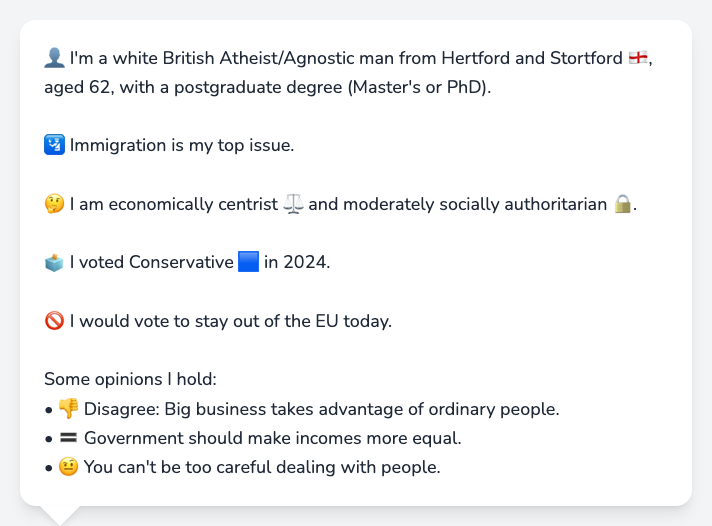 👤 I'm a white British Atheist/Agnostic man from Hertford and Stortford 🏴󠁧󠁢󠁥󠁮󠁧󠁿,
aged 62, with a postgraduate degree (Master's or PhD).
🛂 Immigration is my top issue.
🤔 I am economically centrist ⚖️ and moderately socially authoritarian 🔒.
🗳️ I voted Conservative 🟦 in 2024.
🚫 I would vote to stay out of the EU today.
Some opinions I hold:
• 👎 Disagree: Big business takes advantage of ordinary people.
• 🟰 Government should make incomes more equal.
• 🤨 You can't be too careful dealing with people.